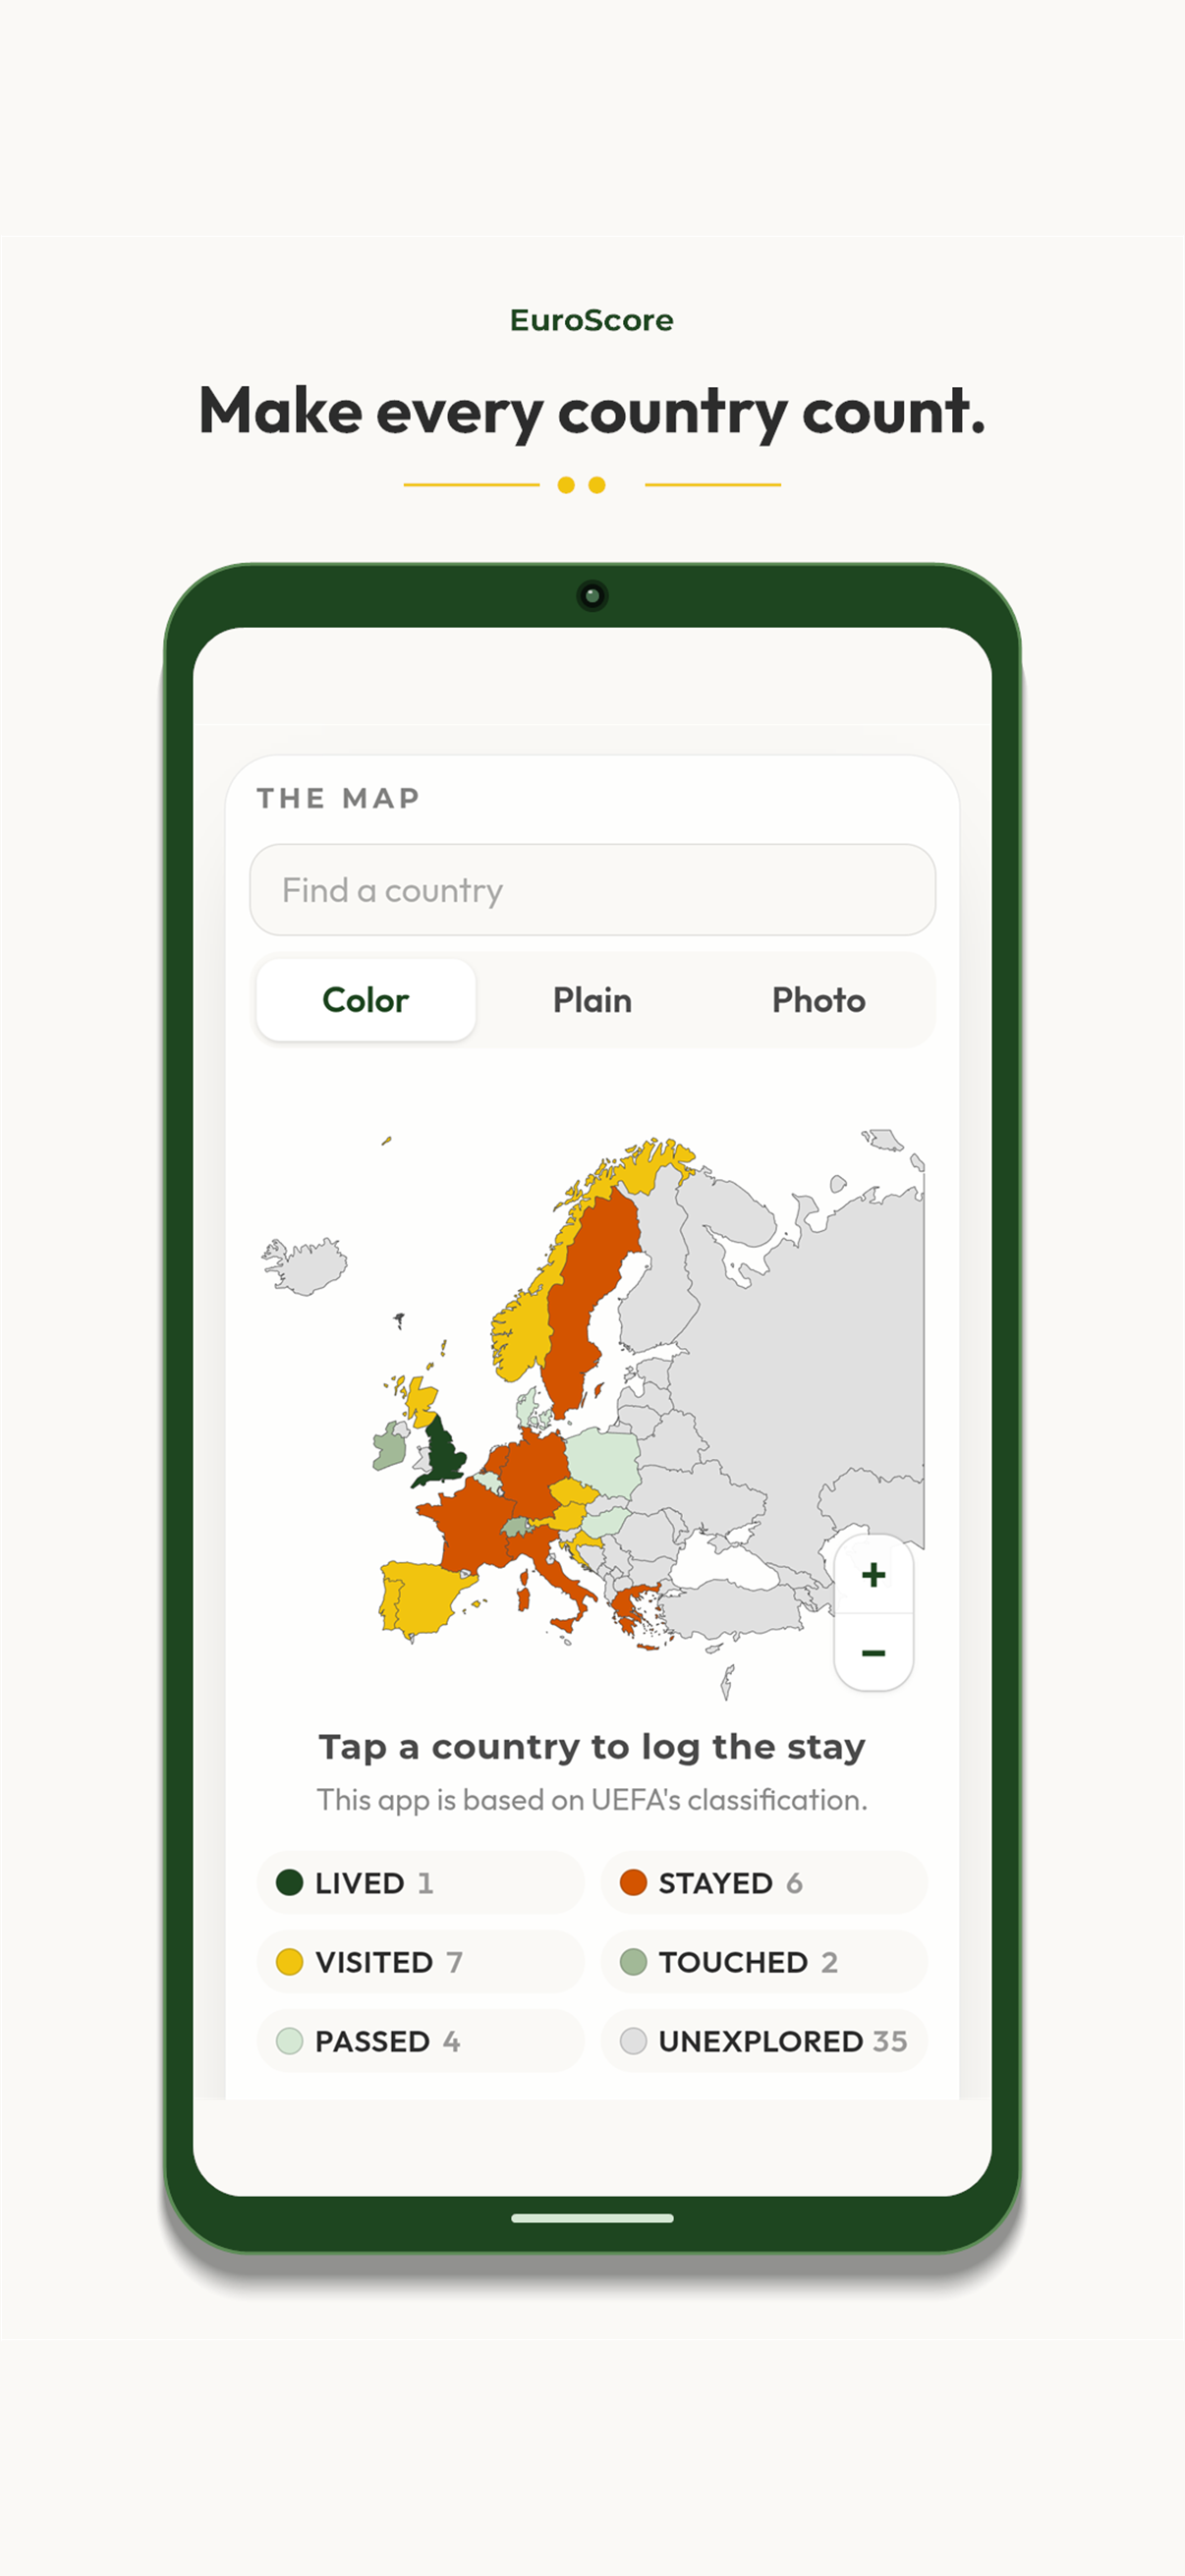 EuroScore
Make every country count.
THE MAP
Find a country
Color Plain Photo
+
−
Tap a country to log the stay
This app is based on UEFA's classification.
LIVED 1 STAYED 6
VISITED 7 TOUCHED 2
PASSED 4 UNEXPLORED 35